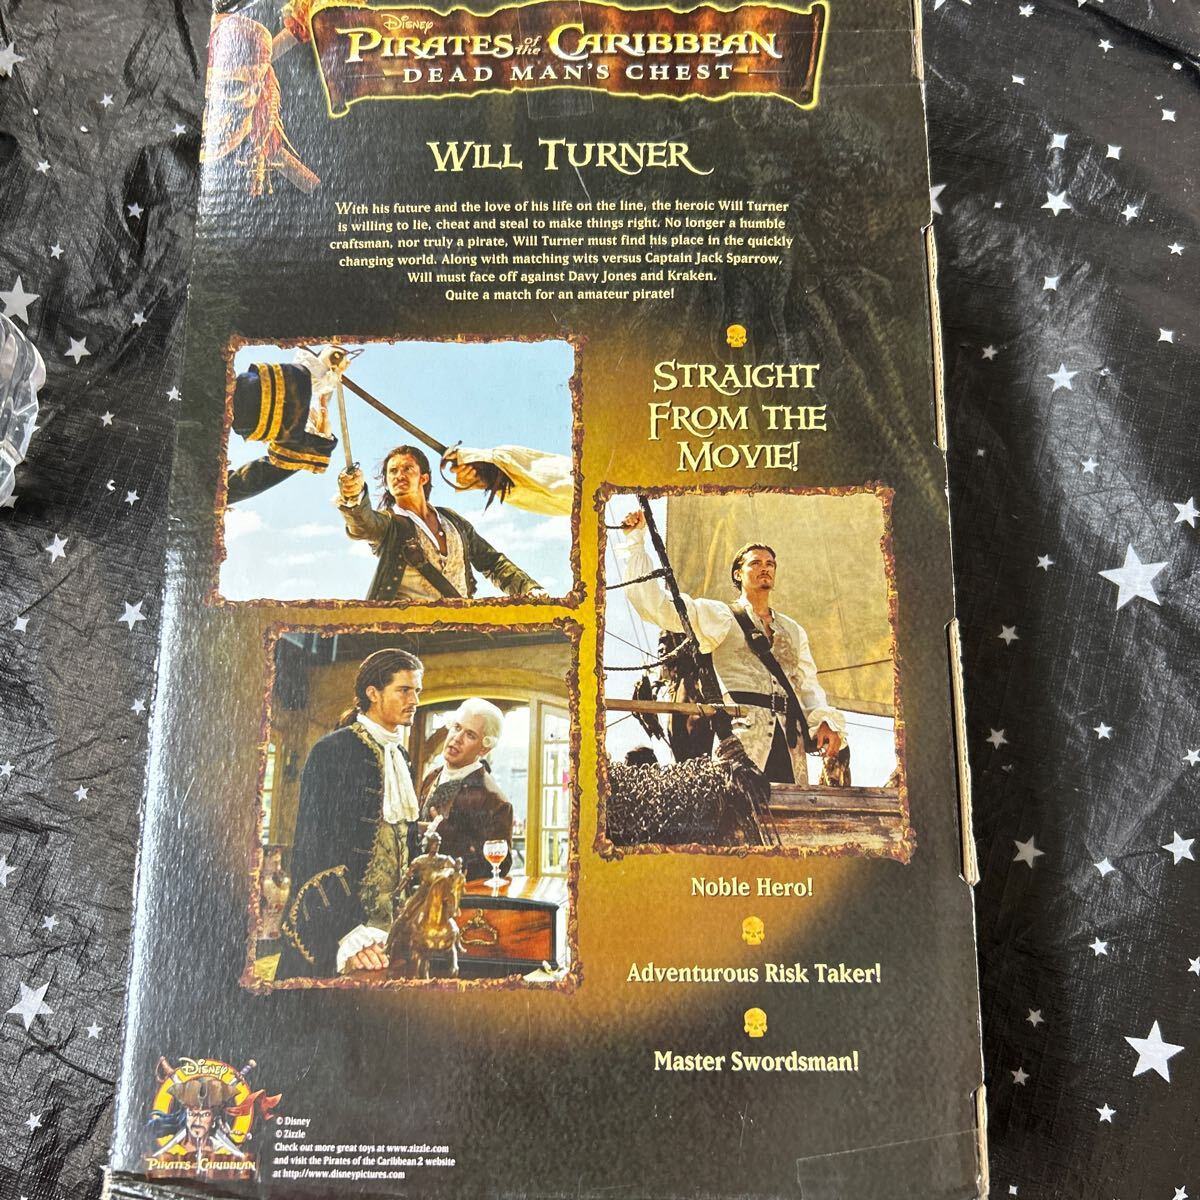 Disney
Pirates of the Caribbean
Dead Man's Chest
Will Turner
With his future and the love of his life on the line, the heroic Will Turner
is willing to lie, cheat and steal to make things right. No longer a humble
craftsman, nor truly a pirate, Will Turner must find his place in the quickly
changing world. Along with matching wits versus Captain Jack Sparrow,
Will must face off against Davy Jones and Kraken.
Quite a match for an amateur pirate!
Straight
From the
Movie!
Noble Hero!
Adventurous Risk Taker!
Master Swordsman!
Disney
Pirates of the Caribbean
© Disney
© Zizzle
Check out more great toys at www.zizzle.com
and visit the Pirates of the Caribbean 2 website
at http://www.disneypictures.com